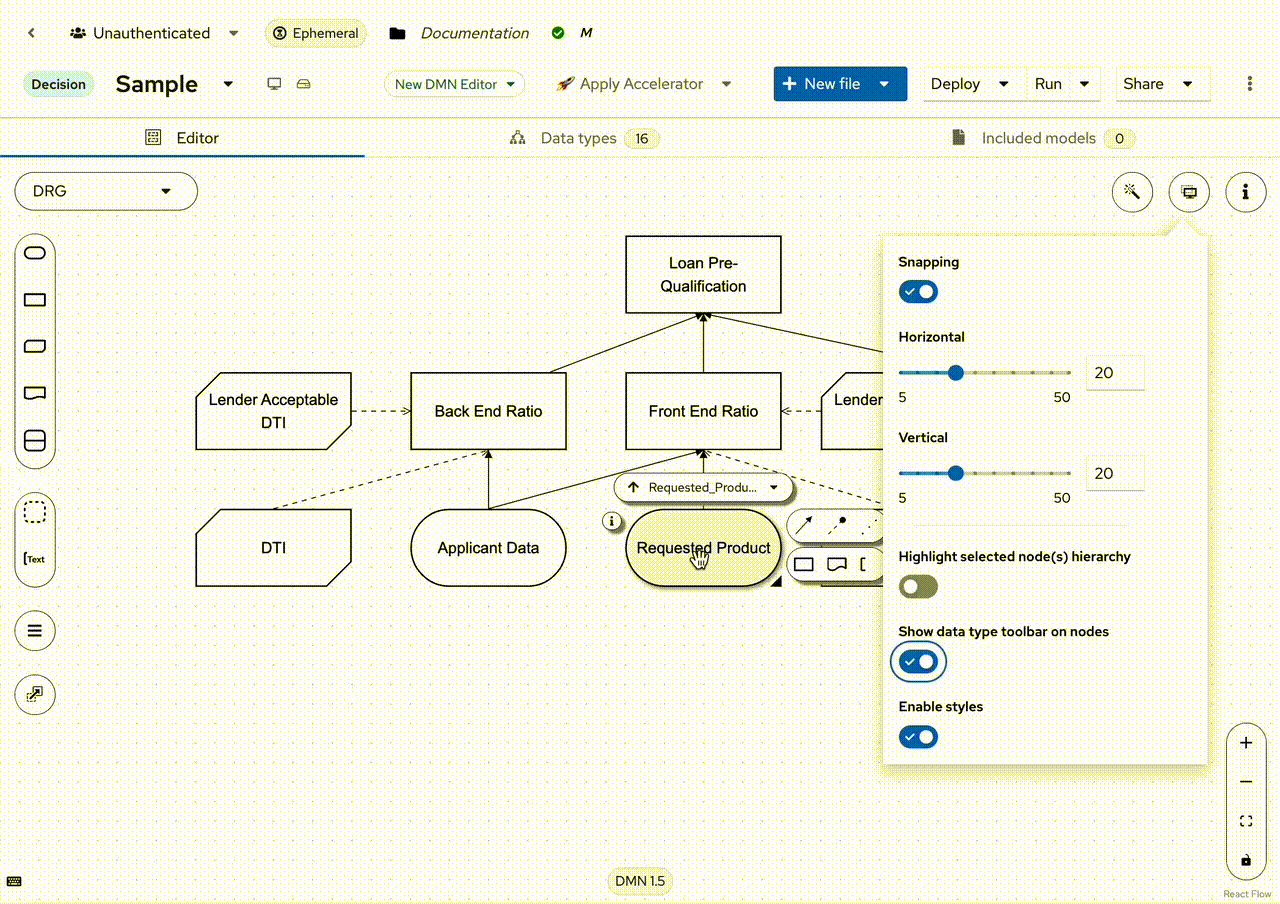 Unauthenticated
Ephemeral
Documentation
M
Decision
Sample
New DMN Editor
Apply Accelerator
New file
Deploy
Run
Share
Editor
Data types
16
Included models
0
DRG
Loan Pre-
Qualification
Snapping
Horizontal
20
5
50
Vertical
20
5
50
Lender Acceptable
DTI
Back End Ratio
Front End Ratio
Lender
Requested_Produ...
DTI
Applicant Data
Requested Product
Text
Highlight selected node(s) hierarchy
Show data type toolbar on nodes
Enable styles
DMN 1.5
React Flow